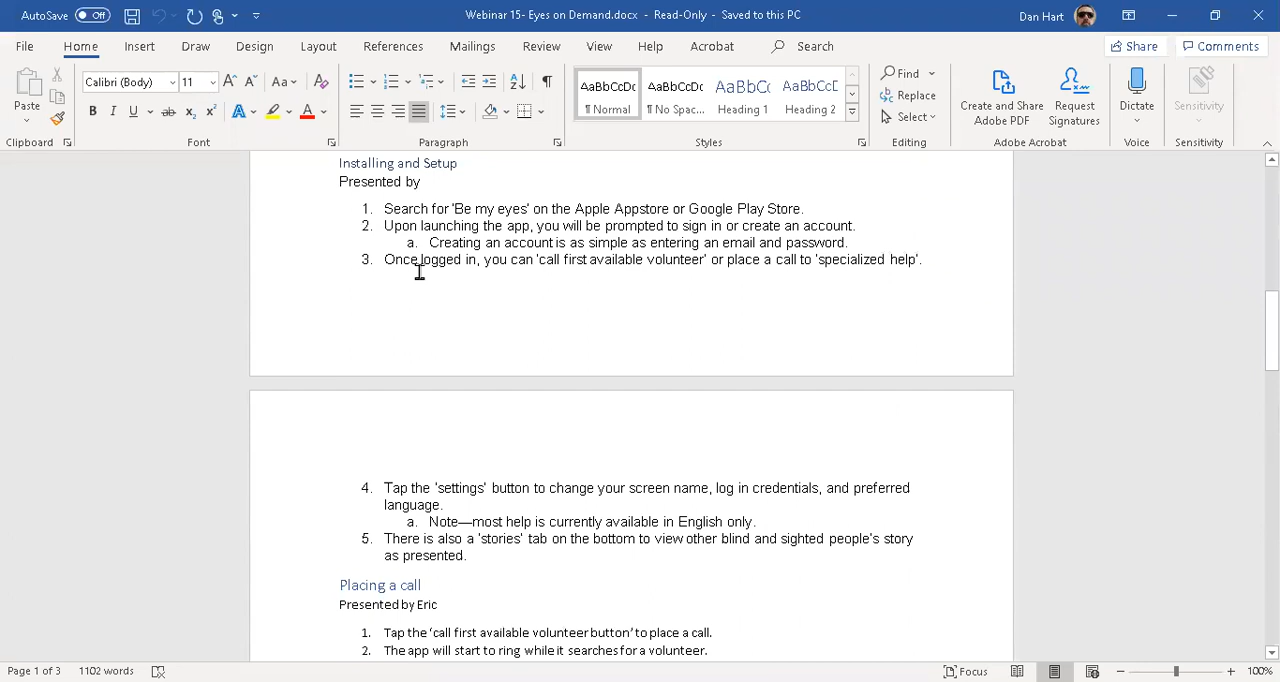 AutoSave Off
Webinar 15- Eyes on Demand.docx - Read-Only - Saved to this PC
Dan Hart
File Home Insert Draw Design Layout References Mailings Review View Help Acrobat Search Share Comments
Paste
Calibri (Body) 11 A A Aa A
B I U ab x2 x2 A A
AaBbCcDc AaBbCcDc AaBbCc AaBbCcC
¶ Normal ¶ No Spac... Heading 1 Heading 2
Find
Replace
Select
Create and Share Adobe PDF
Request Signatures
Dictate
Sensitivity
Clipboard Font Paragraph Styles Editing Adobe Acrobat Voice Sensitivity
Installing and Setup
Presented by
1. Search for 'Be my eyes' on the Apple Appstore or Google Play Store.
2. Upon launching the app, you will be prompted to sign in or create an account.
a. Creating an account is as simple as entering an email and password.
3. Once logged in, you can 'call first available volunteer' or place a call to 'specialized help'.
4. Tap the 'settings' button to change your screen name, log in credentials, and preferred
language.
a. Note—most help is currently available in English only.
5. There is also a 'stories' tab on the bottom to view other blind and sighted people's story
as presented.
Placing a call
Presented by Eric
1. Tap the 'call first available volunteer button' to place a call.
2. The app will start to ring while it searches for a volunteer.
Page 1 of 3 1102 words Focus 100%